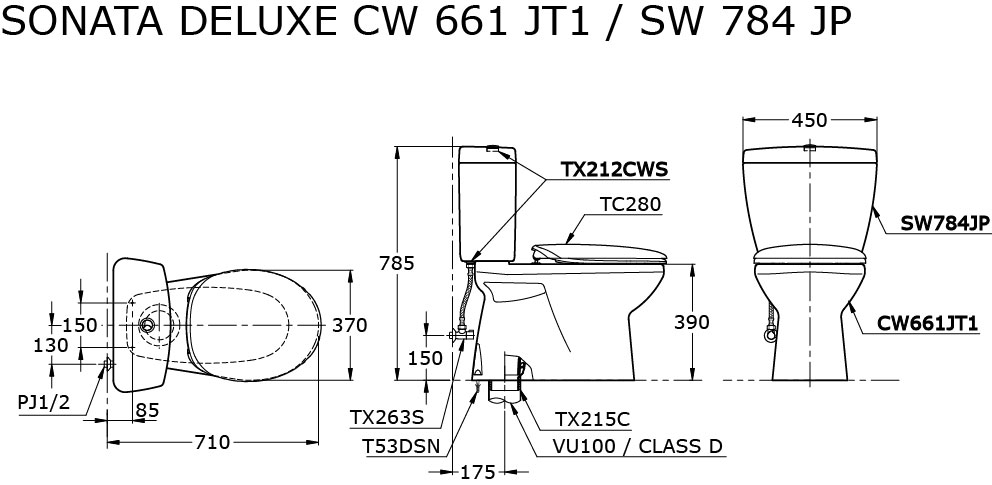 SONATA DELUXE CW 661 JT1 / SW 784 JP
450
TX212CWS
TC280
SW784JP
785
150
130
370
390
150
CW661JT1
PJ1/2
85
710
TX263S
T53DSN
TX215C
VU100 / CLASS D
175